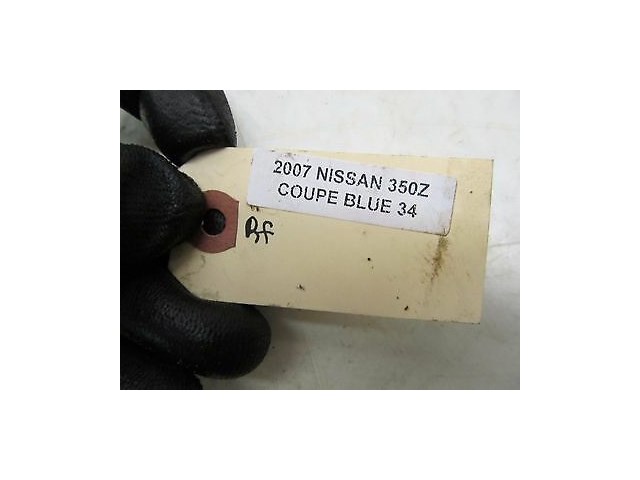 2007 NISSAN 350Z
COUPE BLUE 34
Rf